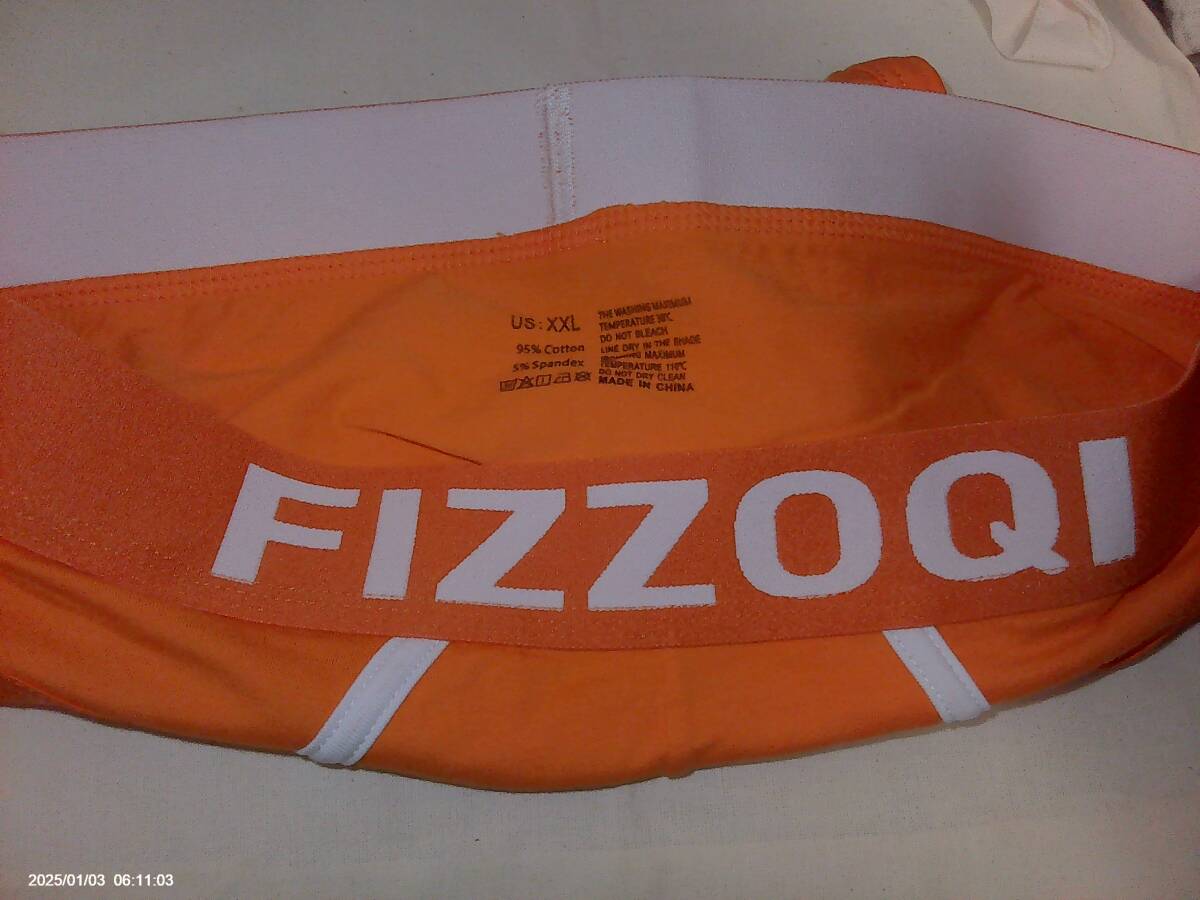 US : XXL
95% Cotton
5% Spandex
THE WASHING MAXIMUM
TEMPERATURE 30℃
DO NOT BLEACH
LINE DRY IN THE SHADE
MAXIMUM
TEMPERATURE 110℃
DO NOT DRY CLEAN
MADE IN CHINA
FIZZOQI
2025/01/03 06:11:03